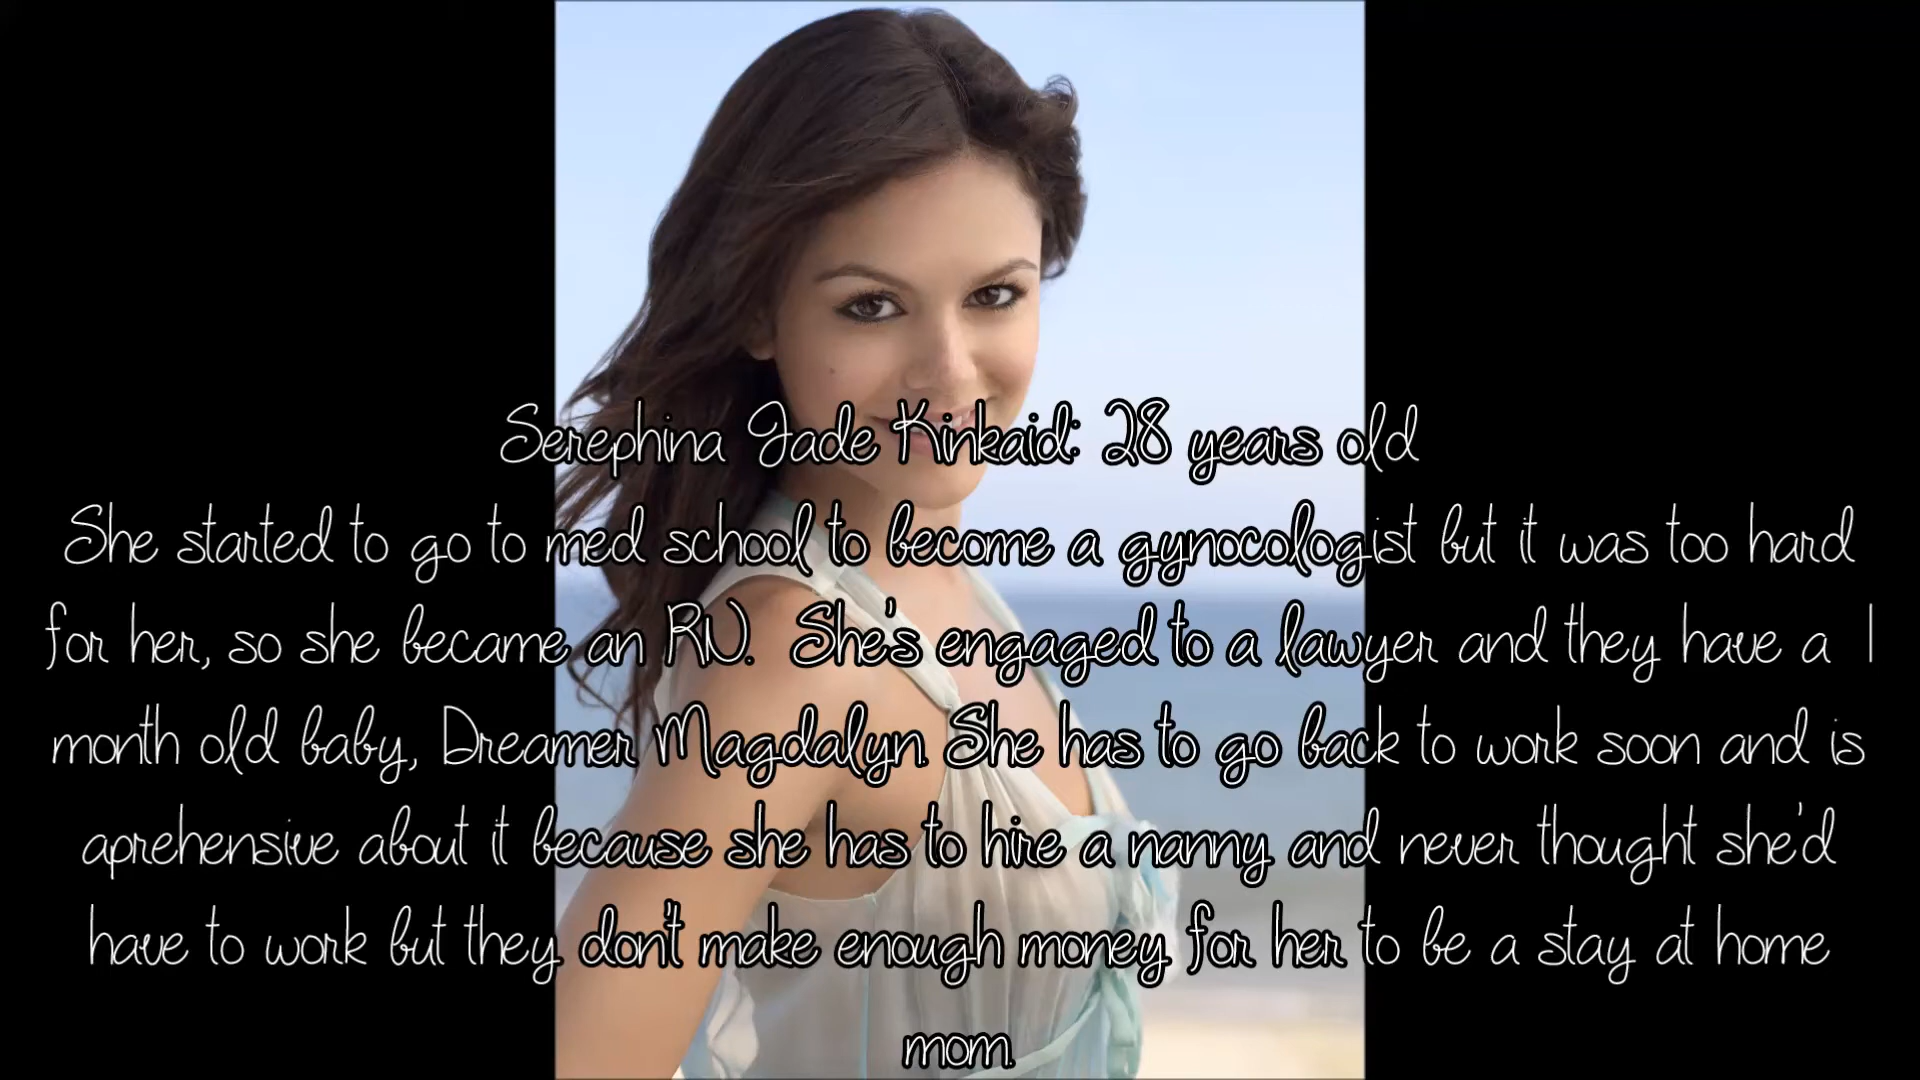 Serephina Jade Kinkaid: 28 years old
She started to go to med school to become a gynocologist but it was too hard
for her, so she became an RN. She's engaged to a lawyer and they have a 1
month old baby, Dreamer Magdalyn. She has to go back to work soon and is
aprehensive about it because she has to hire a nanny and never thought she'd
have to work but they don't make enough money for her to be a stay at home
mom.